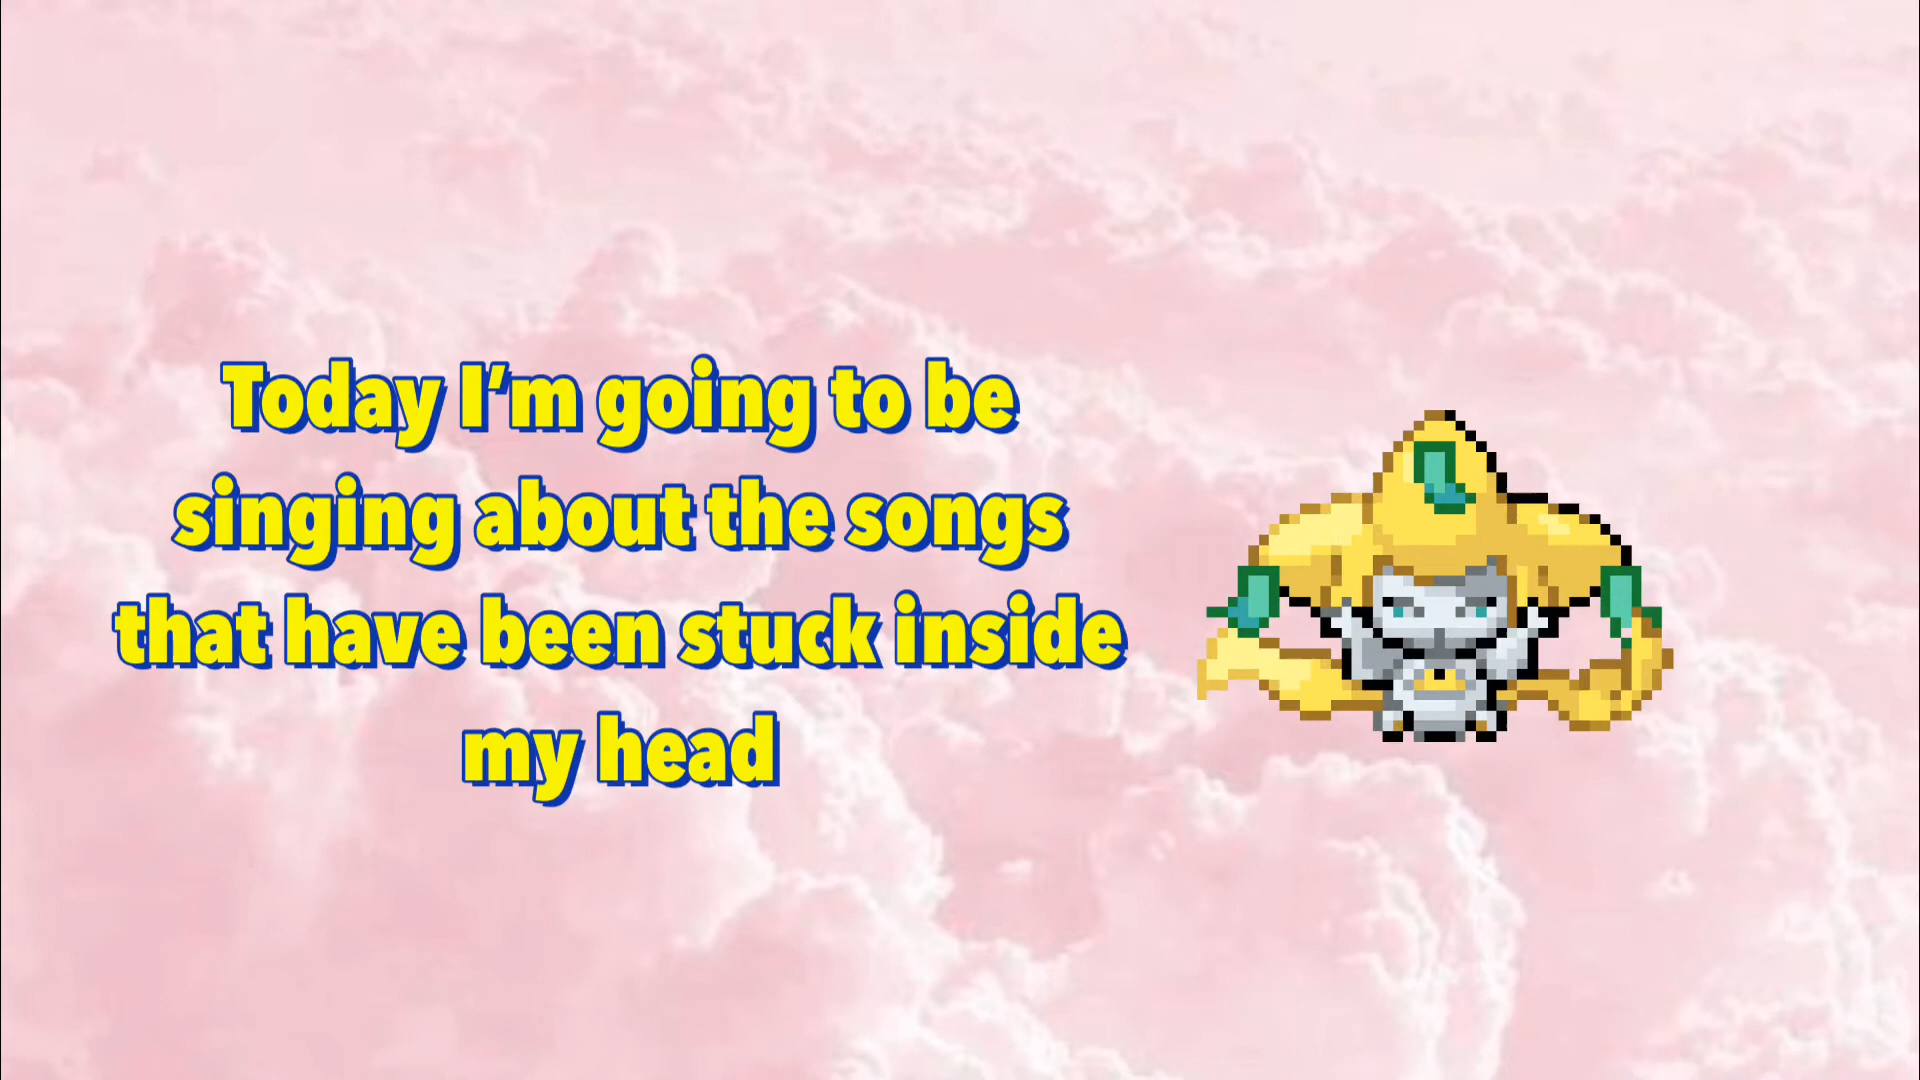 Today I’m going to be
singing about the songs
that have been stuck inside
my head